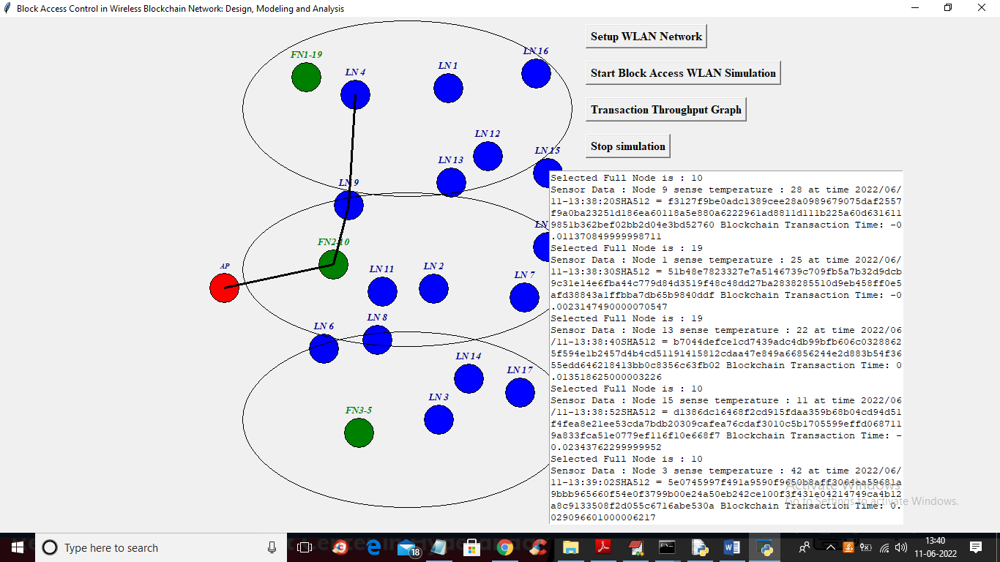 Block Access Control in Wireless Blockchain Network: Design, Modeling and Analysis
Setup WLAN Network
Start Block Access WLAN Simulation
Transaction Throughput Graph
Stop simulation
FN1-19
LN 4
LN 1
LN 16
LN 12
LN 13
LN 15
LN 9
LN
FN2-10
AP
LN 11
LN 2
LN 7
LN 6
LN 8
LN 14
LN 17
LN 3
FN3-5
Selected Full Node is : 10
Sensor Data : Node 9 sense temperature : 28 at time 2022/06/
11-13:38:20SHA512 = f3127f9be0adc1389cee28a0989679075daf2557
f9a0ba23251d186ea60118a5e880a6222961ad8811d111b225a60d631611
9851b362bef02bb2d04e3bd52760 Blockchain Transaction Time: -0
.011370849999998711
Selected Full Node is : 19
Sensor Data : Node 1 sense temperature : 25 at time 2022/06/
11-13:38:30SHA512 = 51b48e7823327e7a5146739c709fb5a7b32d9dcb
9c31e14e6fba44c779d84d3519f48c48dd27ba2838285510d9eb458ff0e5
afd38843a1ffbba7db65b9840ddf Blockchain Transaction Time: -0
.0023147490000070547
Selected Full Node is : 19
Sensor Data : Node 13 sense temperature : 22 at time 2022/06
/11-13:38:40SHA512 = b7044defce1cd7439adc4db99bfb606c0328862
5f594e1b2457d4b4cd51191415812cdaa47e849a66856244e2d883b54f36
55edd646218413bb0c8356c63fb02 Blockchain Transaction Time: 0
.013518625000003226
Selected Full Node is : 10
Sensor Data : Node 15 sense temperature : 11 at time 2022/06
/11-13:38:52SHA512 = d1386dc16468f2cd915fdaa359b68b04cd94d51
f4fea8e21ee53cda7bdb20309cafea76cdaf3010c5b1705599effd068711
9a833fca51e0779ef116f10e668f7 Blockchain Transaction Time: -
0.02343762299999952
Selected Full Node is : 10
Sensor Data : Node 3 sense temperature : 42 at time 2022/06/
11-13:39:02SHA512 = 5e0745997f491a9590f9650b8aff8064ea59681a
9bbb965660f54e0f3799b00e24a50eb242ce100f3f431e04214749ca4b12
a8c9133508f2d055c6716abe530a Blockchain Transaction Time: 0.
029096601000006217
Activate Windows
Go to Settings to activate Windows.
Type here to search
18
13:40
11-06-2022